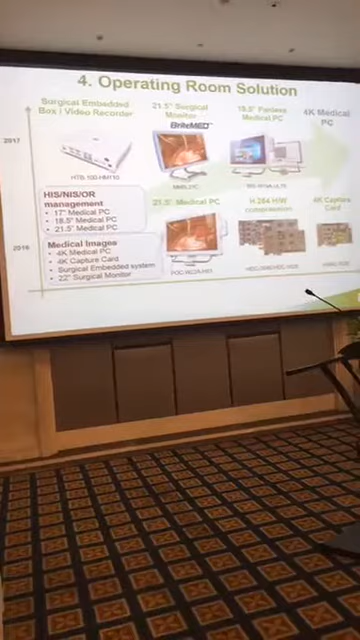 4. Operating Room Solution
Surgical Embedded
Box / Video Recorder
21.5" Surgical
Monitor
18.5" Fanless
Medical PC
4K Medical
PC
2017
BriteMED™
HIS/NIS/OR
management
• 17" Medical PC
• 18.5" Medical PC
• 21.5" Medical PC
21.5" Medical PC
H.264 H/W
4K Capture
Card
2016
Medical Images
• 4K Medical PC
• 4K Capture Card
• Surgical Embedded system
• 22" Surgical Monitor